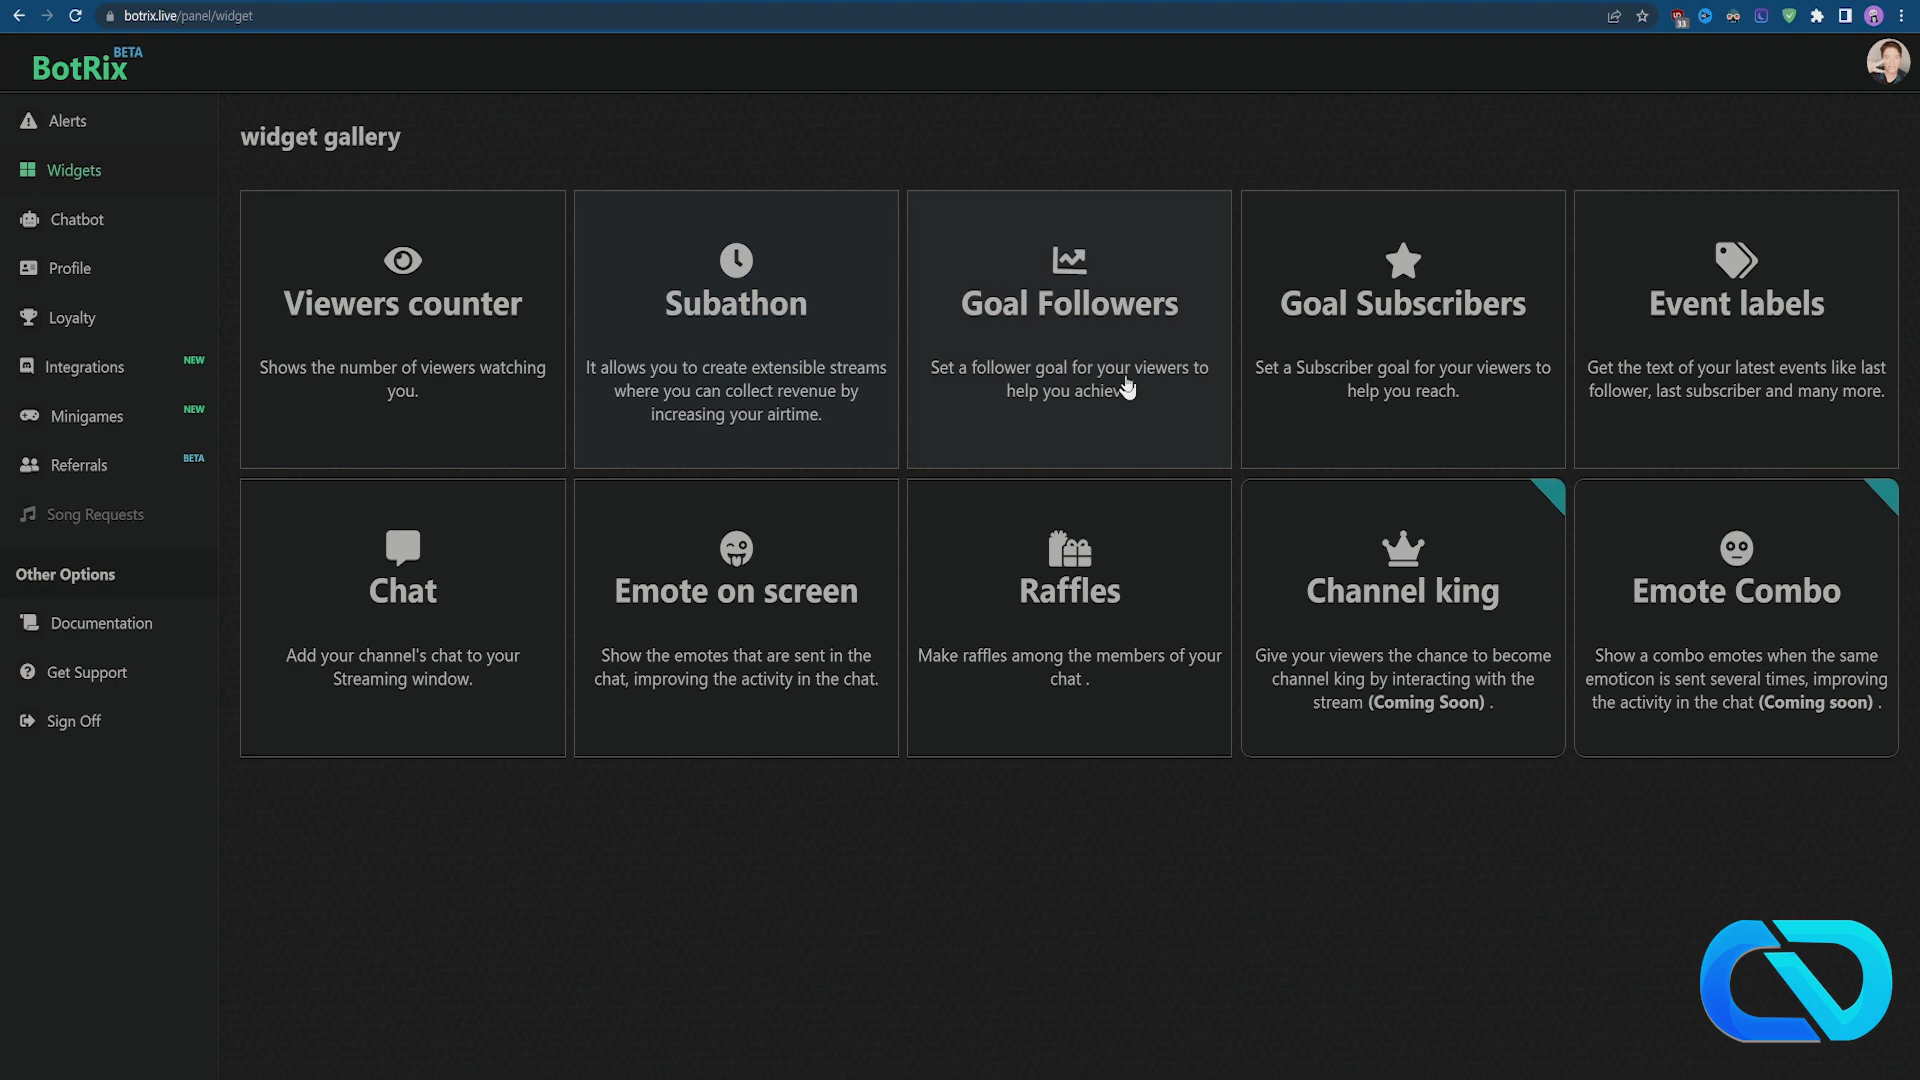 botrix.live/panel/widget
33
BotRix BETA
Alerts
Widgets
Chatbot
Profile
Loyalty
Integrations NEW
Minigames NEW
Referrals BETA
Song Requests
Other Options
Documentation
Get Support
Sign Off
widget gallery
Viewers counter
Shows the number of viewers watching
you.
Subathon
It allows you to create extensible streams
where you can collect revenue by
increasing your airtime.
Goal Followers
Set a follower goal for your viewers to
help you achiev
Goal Subscribers
Set a Subscriber goal for your viewers to
help you reach.
Event labels
Get the text of your latest events like last
follower, last subscriber and many more.
Chat
Add your channel's chat to your
Streaming window.
Emote on screen
Show the emotes that are sent in the
chat, improving the activity in the chat.
Raffles
Make raffles among the members of your
chat .
Channel king
Give your viewers the chance to become
channel king by interacting with the
stream (Coming Soon) .
Emote Combo
Show a combo emotes when the same
emoticon is sent several times, improving
the activity in the chat (Coming soon) .